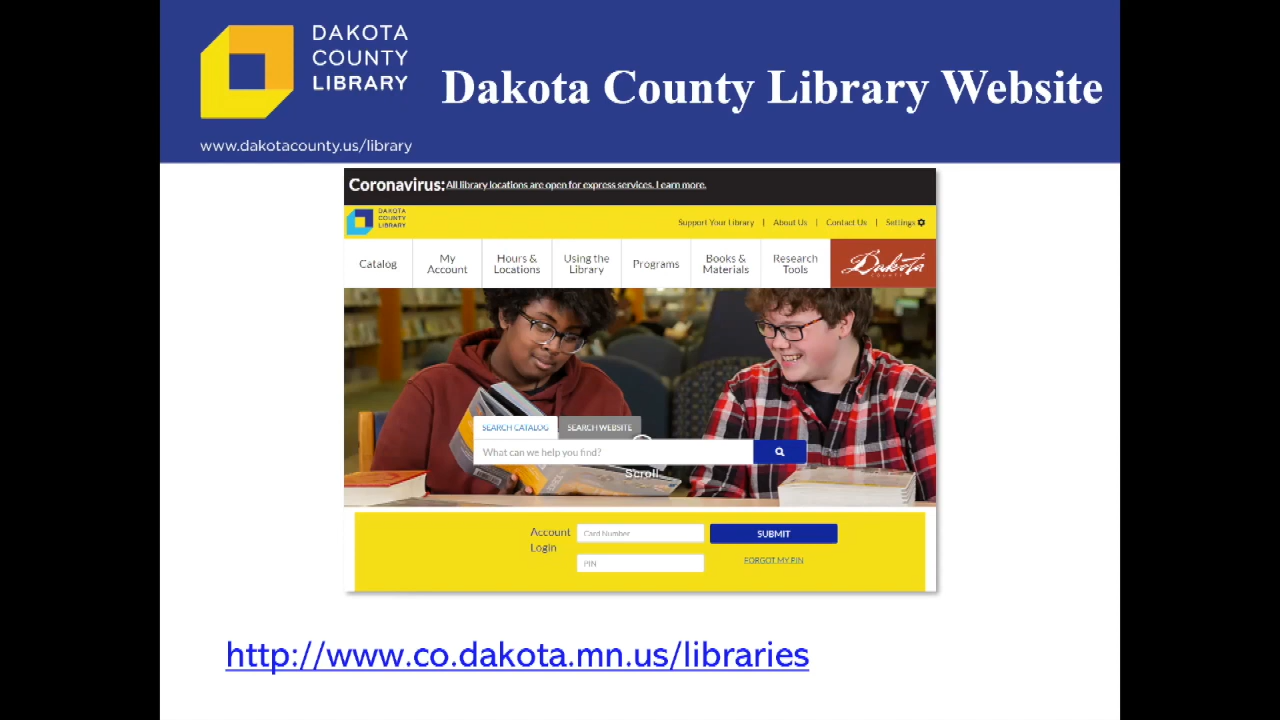 DAKOTA
COUNTY
LIBRARY
Dakota County Library Website
www.dakotacounty.us/library
Coronavirus: All library locations are open for express services. Learn more.
DAKOTA
COUNTY
LIBRARY
Support Your Library | About Us | Contact Us | Settings
Catalog
My
Account
Hours &
Locations
Using the
Library
Programs
Books &
Materials
Research
Tools
Dakota
COUNTY
SEARCH CATALOG
SEARCH WEBSITE
What can we help you find?
Scroll
Account
Login
Card Number
SUBMIT
PIN
FORGOT MY PIN
http://www.co.dakota.mn.us/libraries